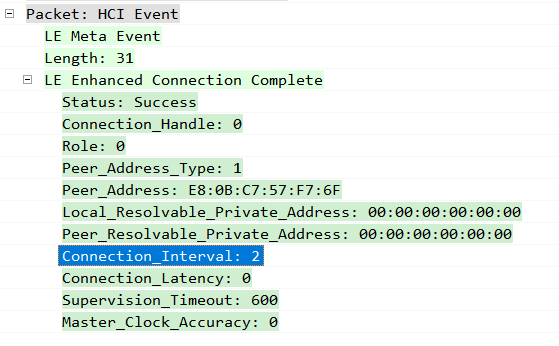 Packet: HCI Event
LE Meta Event
Length: 31
LE Enhanced Connection Complete
Status: Success
Connection_Handle: 0
Role: 0
Peer_Address_Type: 1
Peer_Address: E8:0B:C7:57:F7:6F
Local_Resolvable_Private_Address: 00:00:00:00:00:00
Peer_Resolvable_Private_Address: 00:00:00:00:00:00
Connection_Interval: 2
Connection_Latency: 0
Supervision_Timeout: 600
Master_Clock_Accuracy: 0